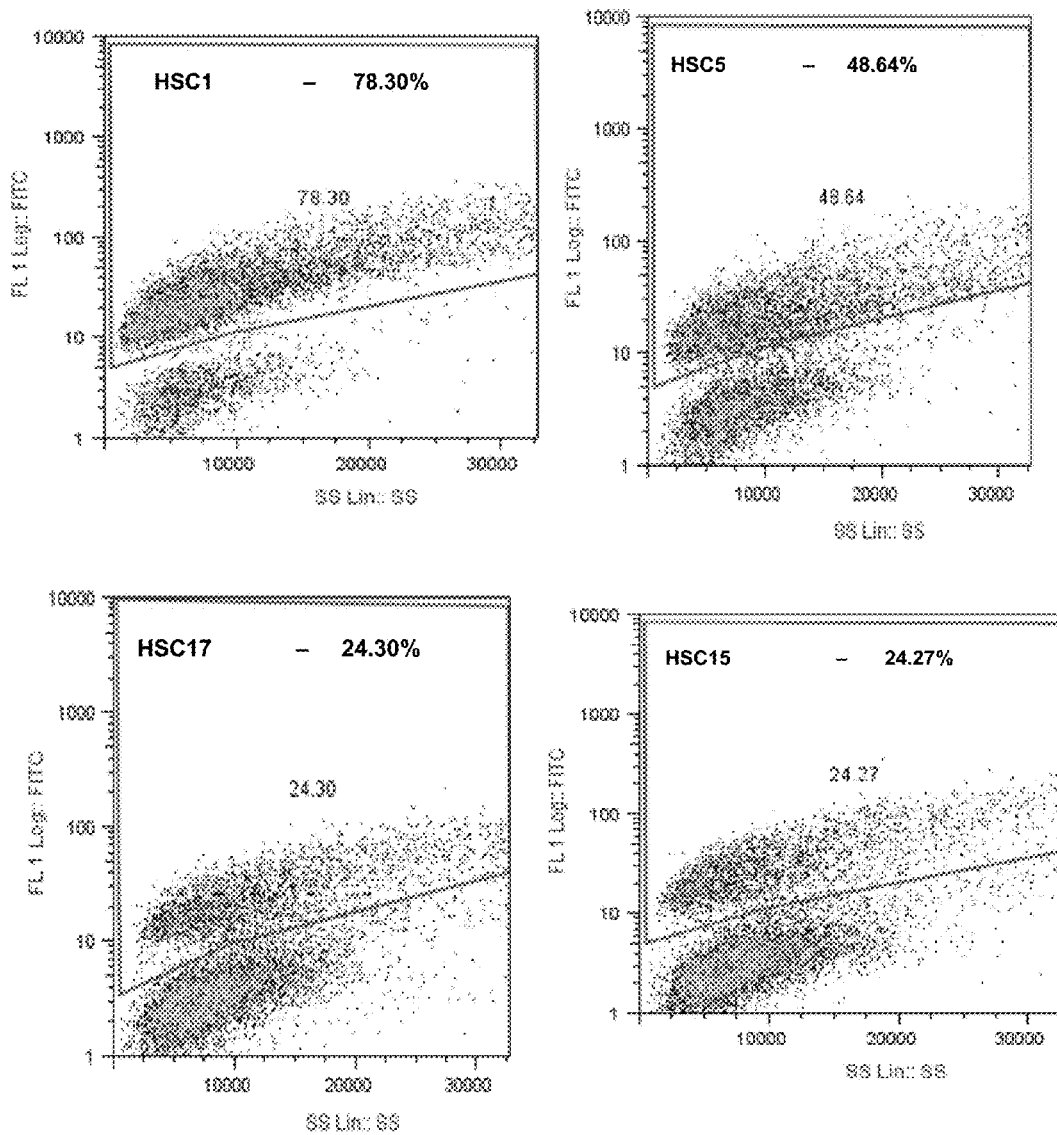 10000
HSC1 – 78.30%
1000
78.30
100
10
1
FL 1 Log:: FITC
10000 20000 30000
SS Lin:: SS
10000
HSC5 – 48.64%
1000
48.64
100
10
1
FL 1 Log:: FITC
10000 20000 30000
SS Lin:: SS
10000
HSC17 – 24.30%
1000
24.30
100
10
1
FL 1 Log:: FITC
10000 20000 30000
SS Lin:: SS
10000
HSC15 – 24.27%
1000
24.27
100
10
1
FL 1 Log:: FITC
10000 20000 30000
SS Lin:: SS